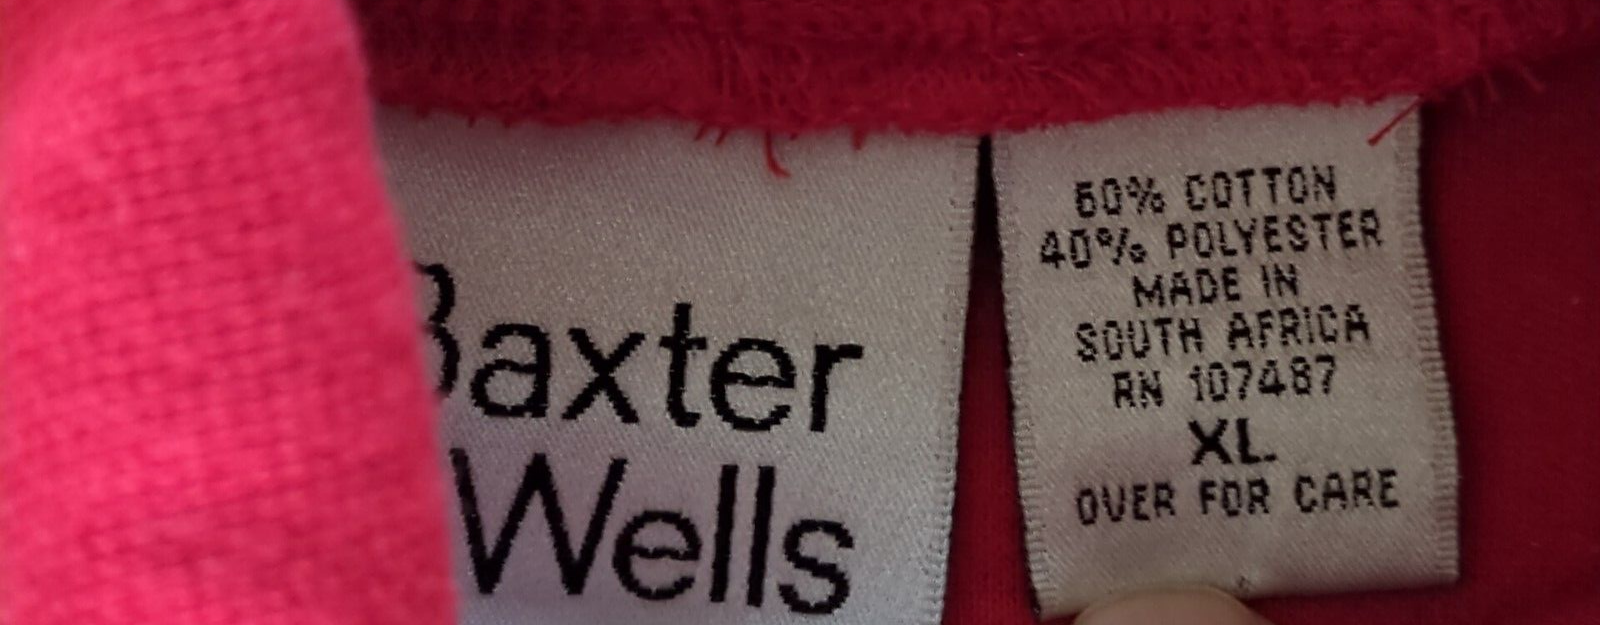 Baxter
Wells
60% COTTON
40% POLYESTER
MADE IN
SOUTH AFRICA
RN 107487
XL
OVER FOR CARE